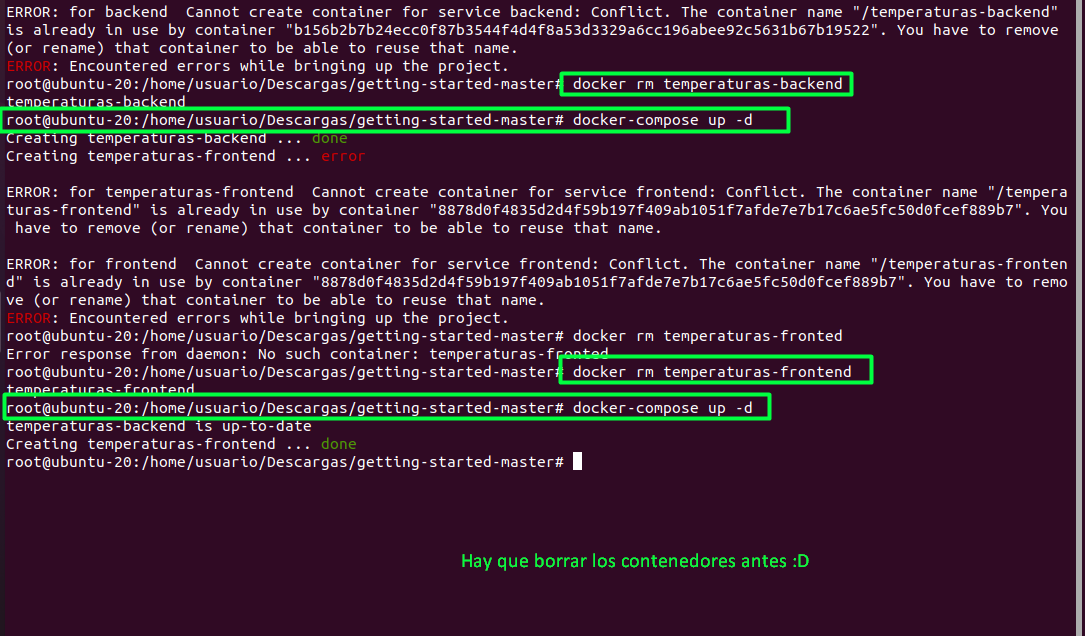 ERROR: for backend  Cannot create container for service backend: Conflict. The container name "/temperaturas-backend"
is already in use by container "b156b2b7b24ecc0f87b3544f4d4f8a53d3329a6cc196abee92c5631b67b19522". You have to remove
(or rename) that container to be able to reuse that name.
ERROR: Encountered errors while bringing up the project.
root@ubuntu-20:/home/usuario/Descargas/getting-started-master# docker rm temperaturas-backend
temperaturas-backend
root@ubuntu-20:/home/usuario/Descargas/getting-started-master# docker-compose up -d
Creating temperaturas-backend ... done
Creating temperaturas-frontend ... error
ERROR: for temperaturas-frontend  Cannot create container for service frontend: Conflict. The container name "/tempera
turas-frontend" is already in use by container "8878d0f4835d2d4f59b197f409ab1051f7afde7e7b17c6ae5fc50d0fcef889b7". You
 have to remove (or rename) that container to be able to reuse that name.
ERROR: for frontend  Cannot create container for service frontend: Conflict. The container name "/temperaturas-fronten
d" is already in use by container "8878d0f4835d2d4f59b197f409ab1051f7afde7e7b17c6ae5fc50d0fcef889b7". You have to remo
ve (or rename) that container to be able to reuse that name.
ERROR: Encountered errors while bringing up the project.
root@ubuntu-20:/home/usuario/Descargas/getting-started-master# docker rm temperaturas-fronted
Error response from daemon: No such container: temperaturas-fronted
root@ubuntu-20:/home/usuario/Descargas/getting-started-master# docker rm temperaturas-frontend
temperaturas-frontend
root@ubuntu-20:/home/usuario/Descargas/getting-started-master# docker-compose up -d
temperaturas-backend is up-to-date
Creating temperaturas-frontend ... done
root@ubuntu-20:/home/usuario/Descargas/getting-started-master#
Hay que borrar los contenedores antes :D